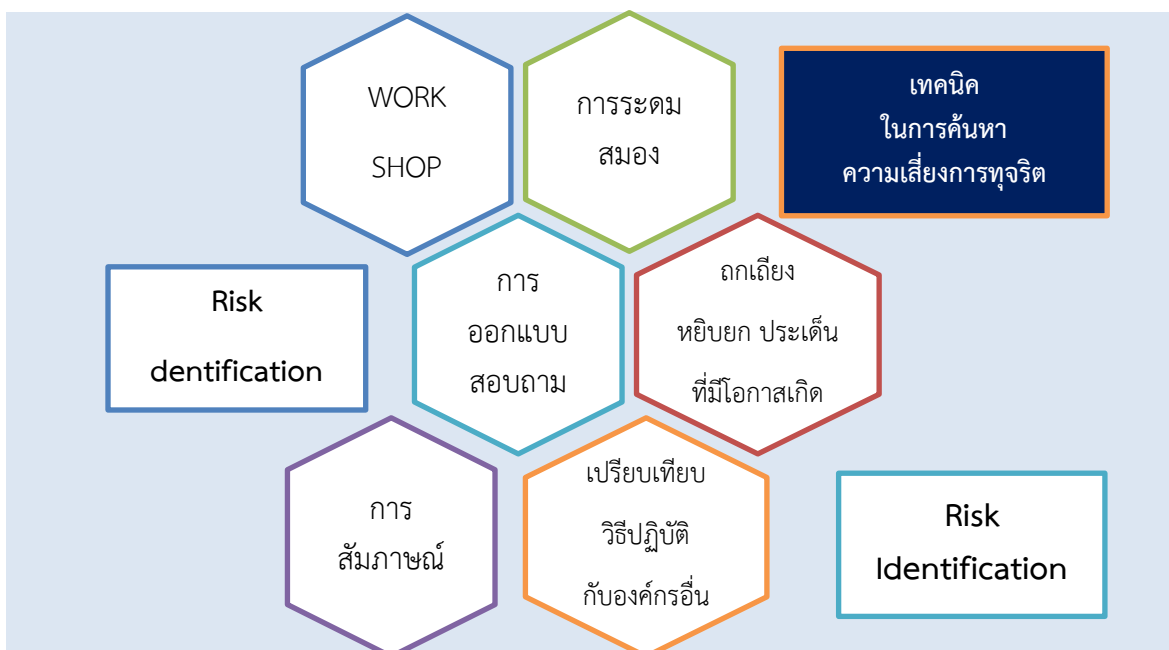 WORK
SHOP
การระดม
สมอง
เทคนิค
ในการค้นหา
ความเสี่ยงการทุจริต
Risk
dentification
การ
ออกแบบ
สอบถาม
ถกเถียง
หยิบยก ประเด็น
ที่มีโอกาสเกิด
การ
สัมภาษณ์
เปรียบเทียบ
วิธีปฏิบัติ
กับองค์กรอื่น
Risk
Identification